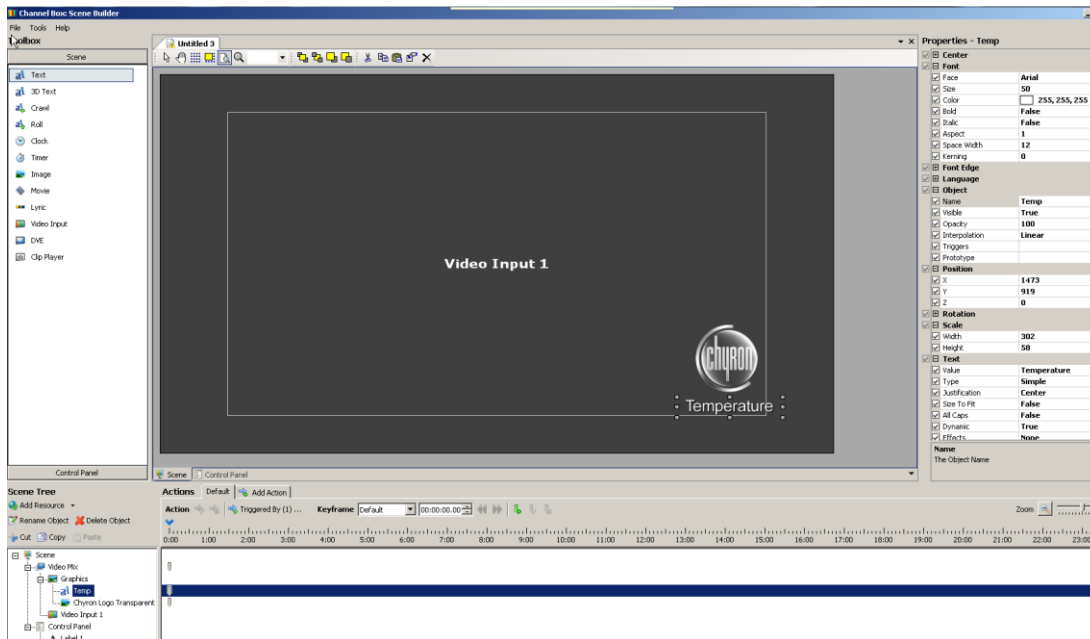 Channel Box: Scene Builder
File Tools Help
Toolbox
Scene
Text
3D Text
Crawl
Roll
Clock
Timer
Image
Movie
Lyric
Video Input
DVE
Clip Player
Control Panel
Untitled 3
Video Input 1
chyron
Temperature
Scene Control Panel
Properties - Temp
Center
Font
Face Arial
Size 50
Color 255, 255, 255
Bold False
Italic False
Aspect 1
Space Width 12
Kerning 0
Font Edge
Language
Object
Name Temp
Visible True
Opacity 100
Interpolation Linear
Triggers
Prototype
Position
X 1473
Y 919
Z 0
Rotation
Scale
Width 302
Height 58
Text
Value Temperature
Type Simple
Justification Center
Size To Fit False
All Caps False
Dynamic True
Effects None
Name
The Object Name
Scene Tree
Add Resource
Rename Object Delete Object
Cut Copy Paste
Scene
Video Mix
Graphics
Temp
Chyron Logo Transparent
Video Input 1
Control Panel
Label 1
Actions Default Add Action
Action Triggered By (1) ... Keyframe Default 00:00:00.00 Zoom
0:00 1:00 2:00 3:00 4:00 5:00 6:00 7:00 8:00 9:00 10:00 11:00 12:00 13:00 14:00 15:00 16:00 17:00 18:00 19:00 20:00 21:00 22:00 23:00